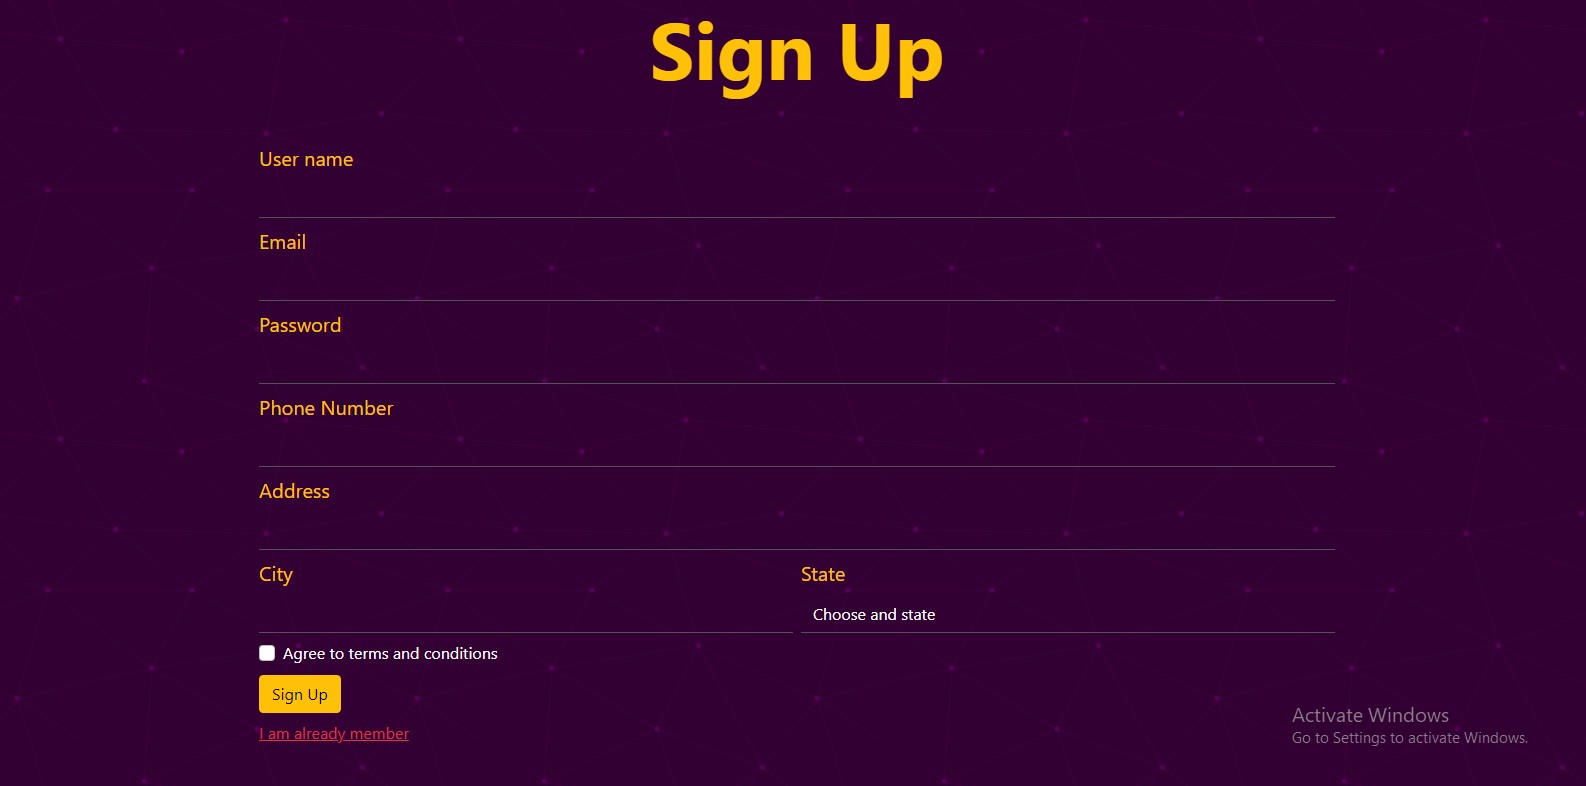 Sign Up
User name
Email
Password
Phone Number
Address
City
State
Choose and state
Agree to terms and conditions
Sign Up
I am already member
Activate Windows
Go to Settings to activate Windows.